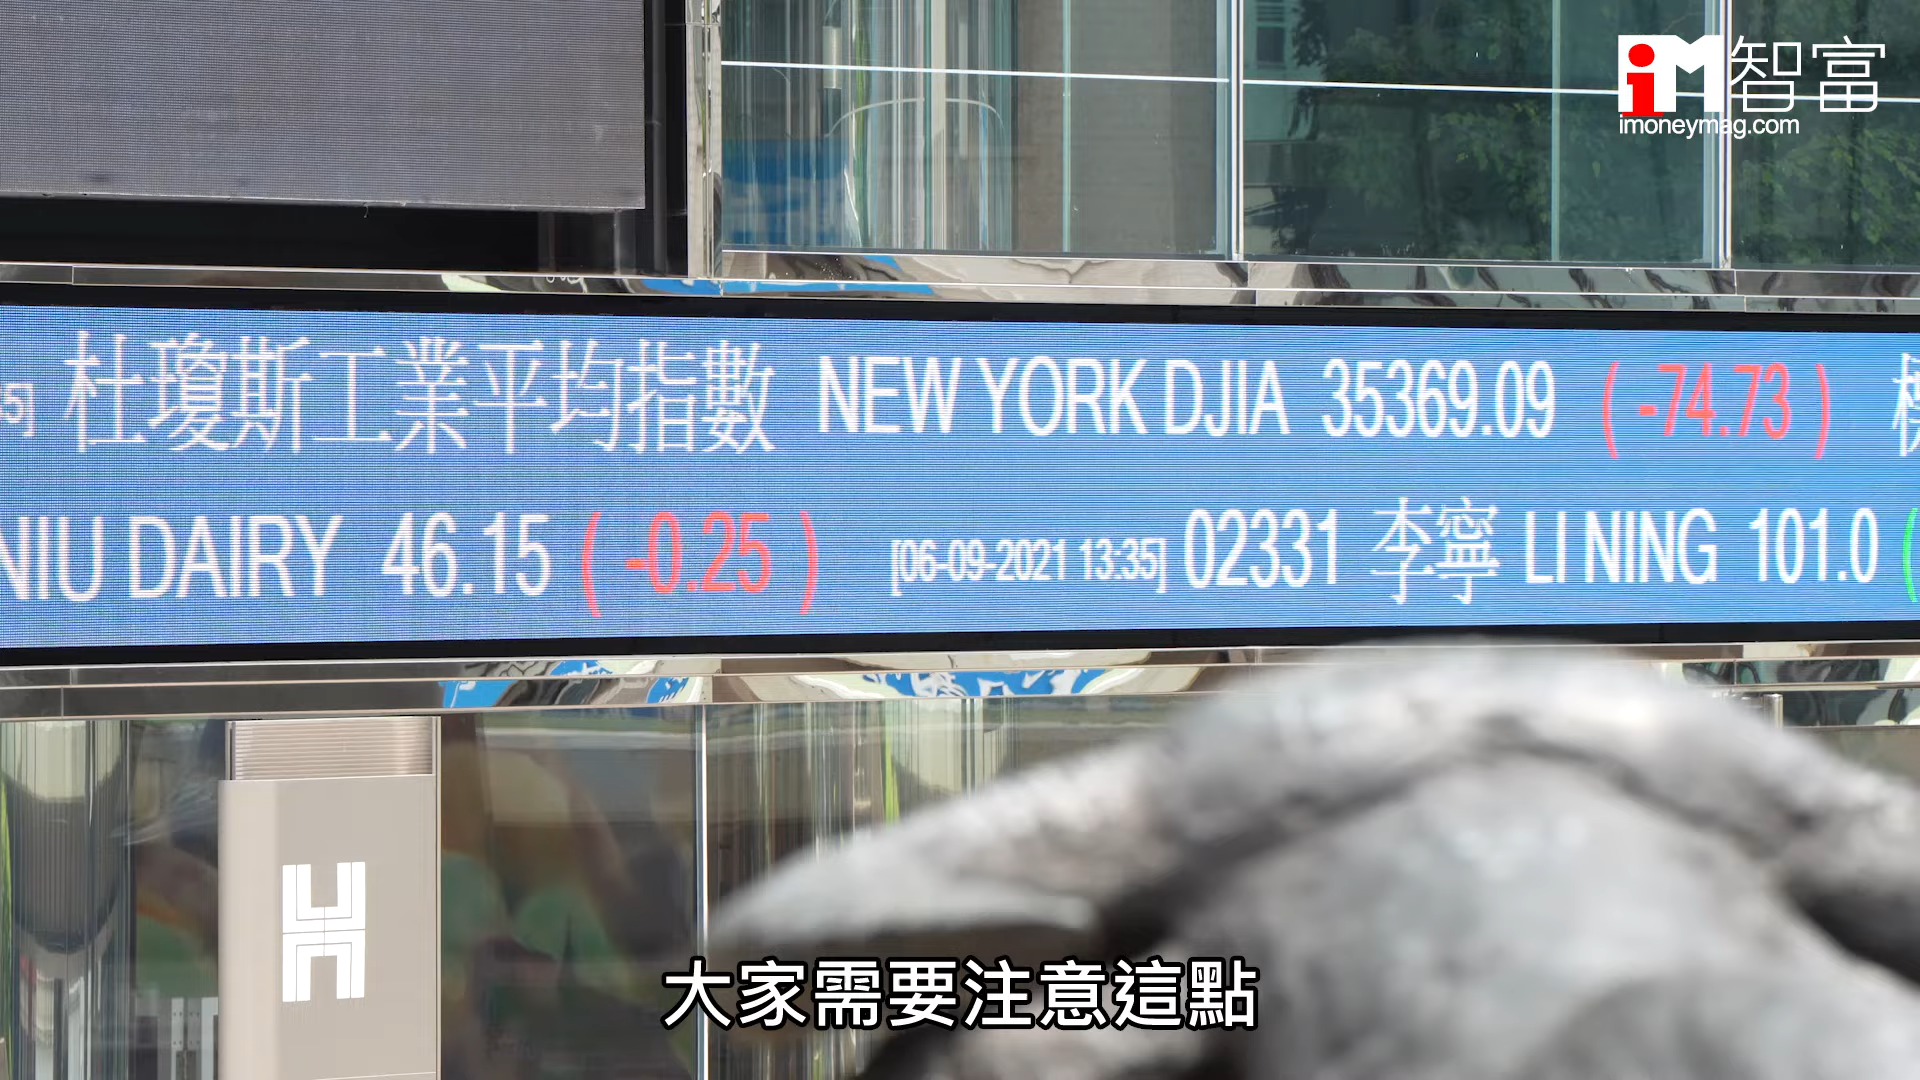 iM智富
imoneymag.com
5] 杜瓊斯工業平均指數 NEW YORK DJIA 35369.09 ( -74.73 )
NIU DAIRY 46.15 ( -0.25 ) [06-09-2021 13:35] 02331 李寧 LI NING 101.0 (
大家需要注意這點